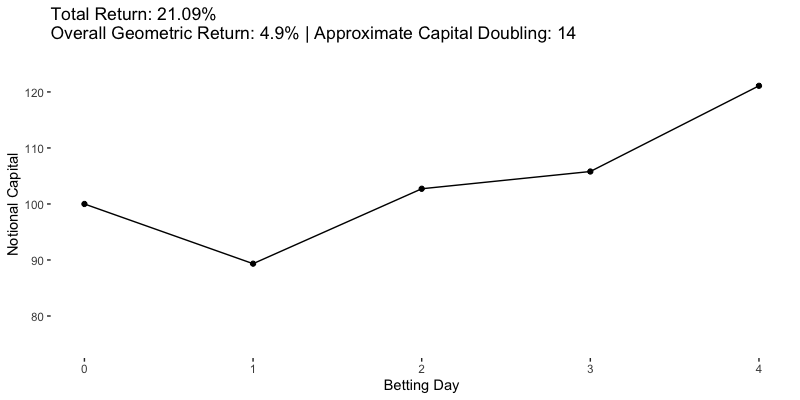 Total Return: 21.09%
Overall Geometric Return: 4.9% | Approximate Capital Doubling: 14
120
110
100
90
80
Notional Capital
0 1 2 3 4
Betting Day